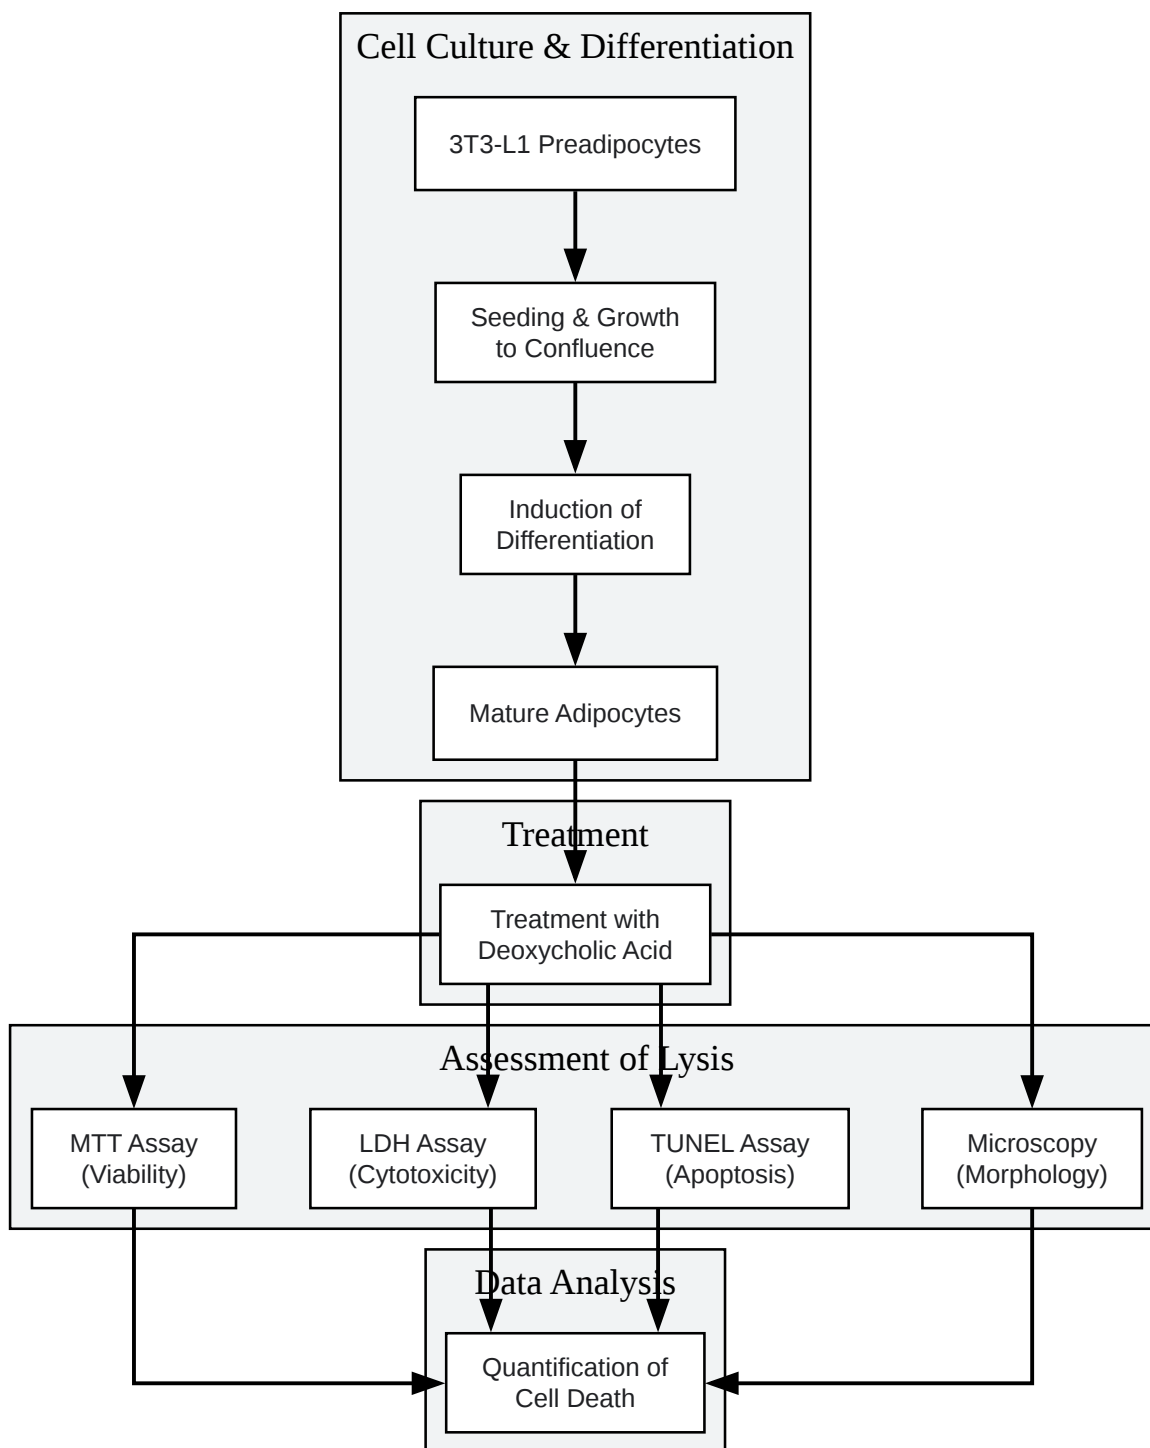 Cell Culture & Differentiation
3T3-L1 Preadipocytes
Seeding & Growth
to Confluence
Induction of
Differentiation
Mature Adipocytes
Treatment
Treatment with
Deoxycholic Acid
Assessment of Lysis
MTT Assay
(Viability)
LDH Assay
(Cytotoxicity)
TUNEL Assay
(Apoptosis)
Microscopy
(Morphology)
Data Analysis
Quantification of
Cell Death